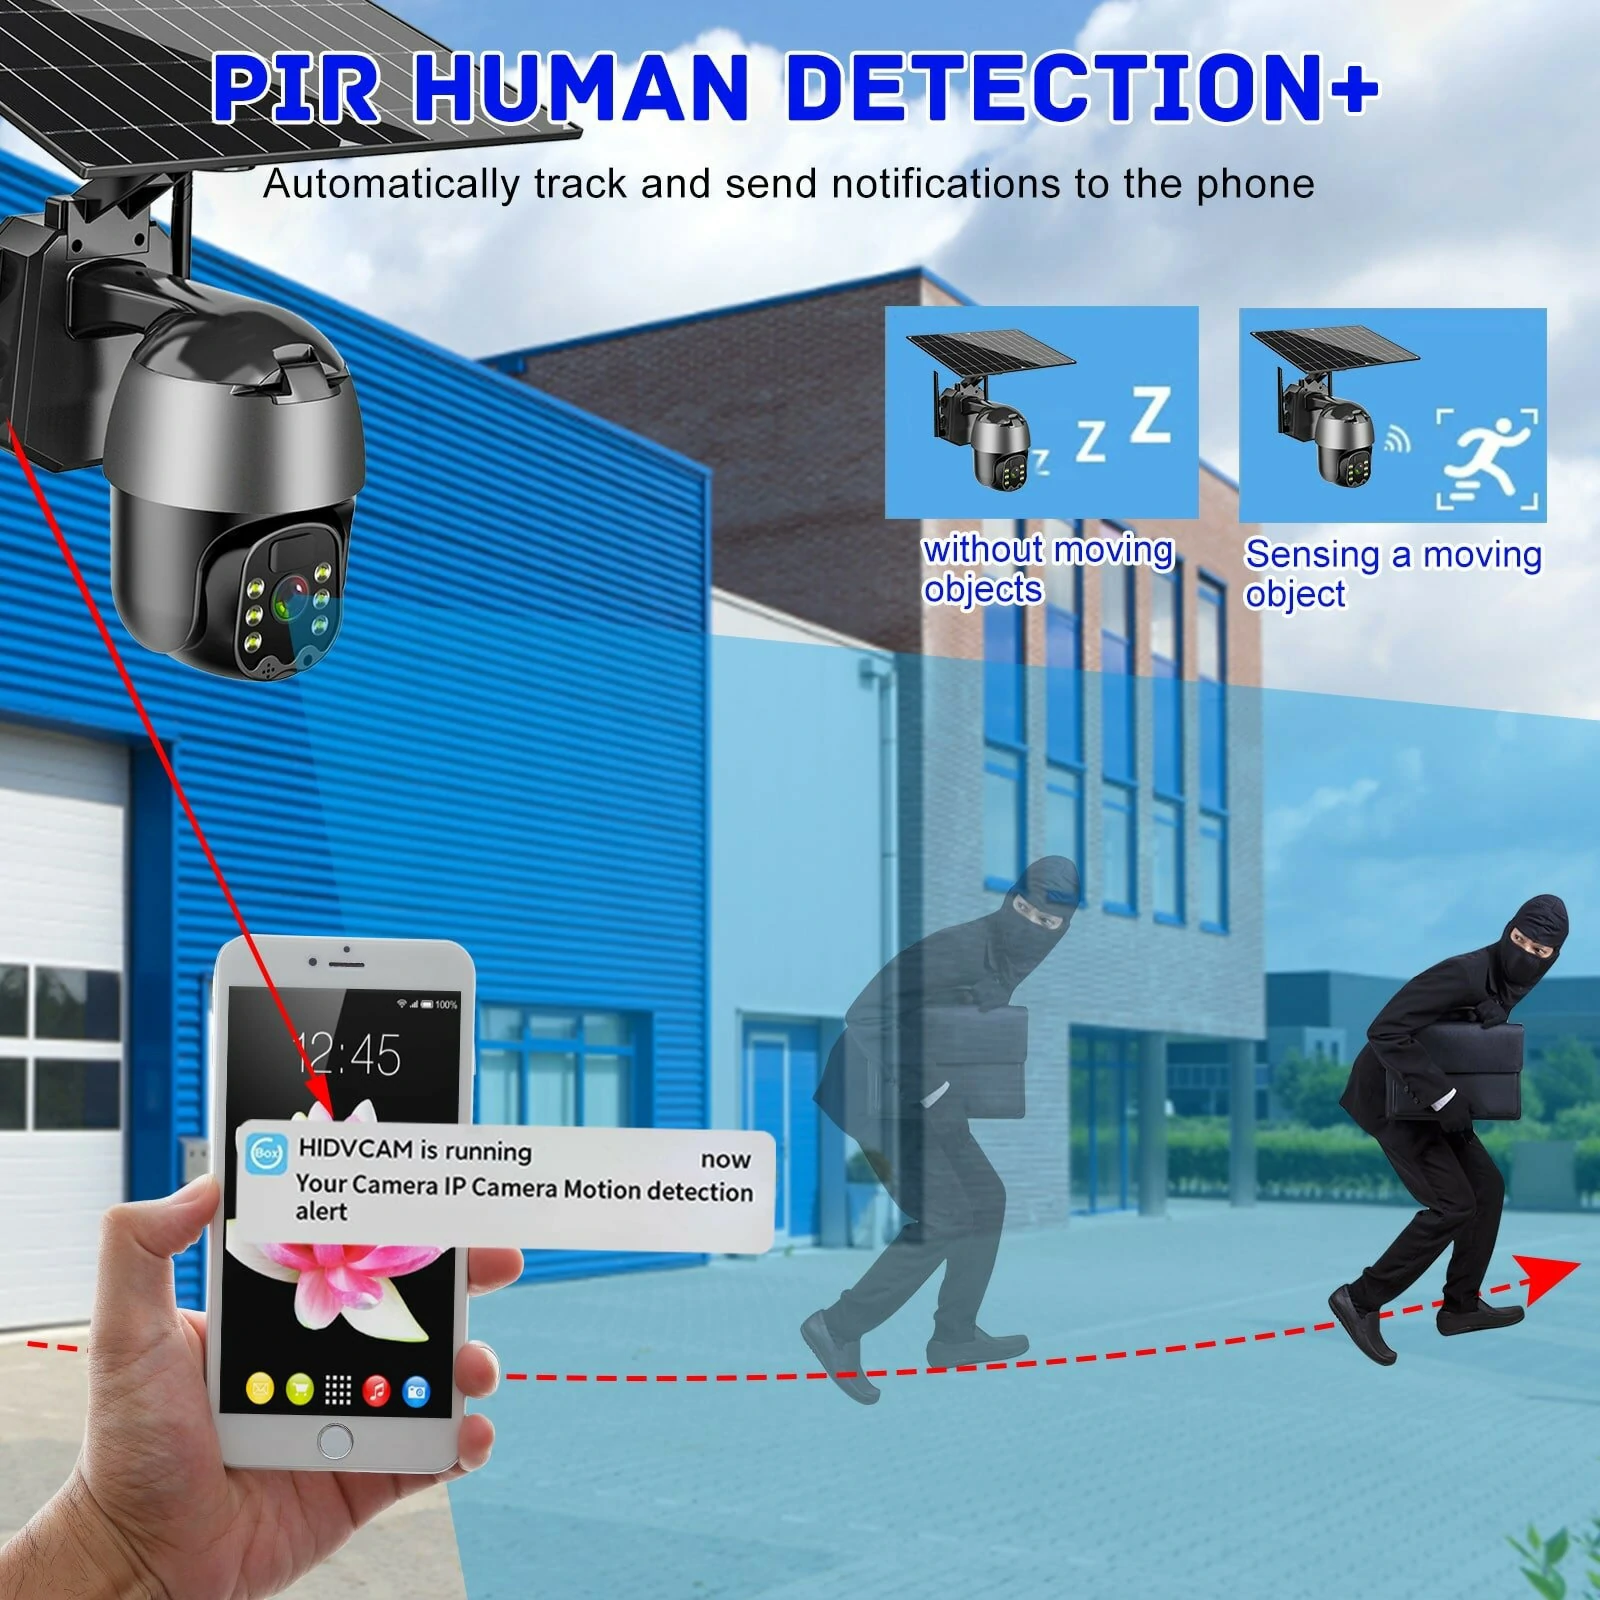 PIR HUMAN DETECTION+
Automatically track and send notifications to the phone
z z Z
without moving
objects
Sensing a moving
object
100%
12:45
Box
HIDVCAM is running
now
Your Camera IP Camera Motion detection
alert